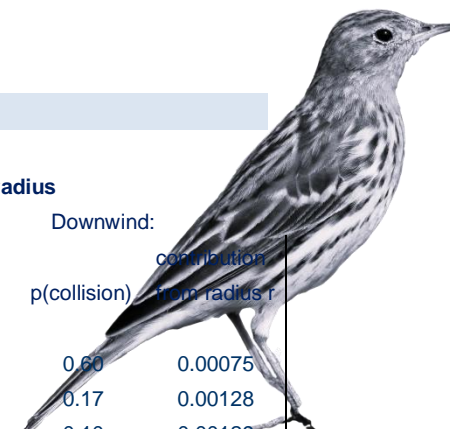 adius
Downwind:
contribution
p(collision) from radius r
0.60 0.00075
0.17 0.00128